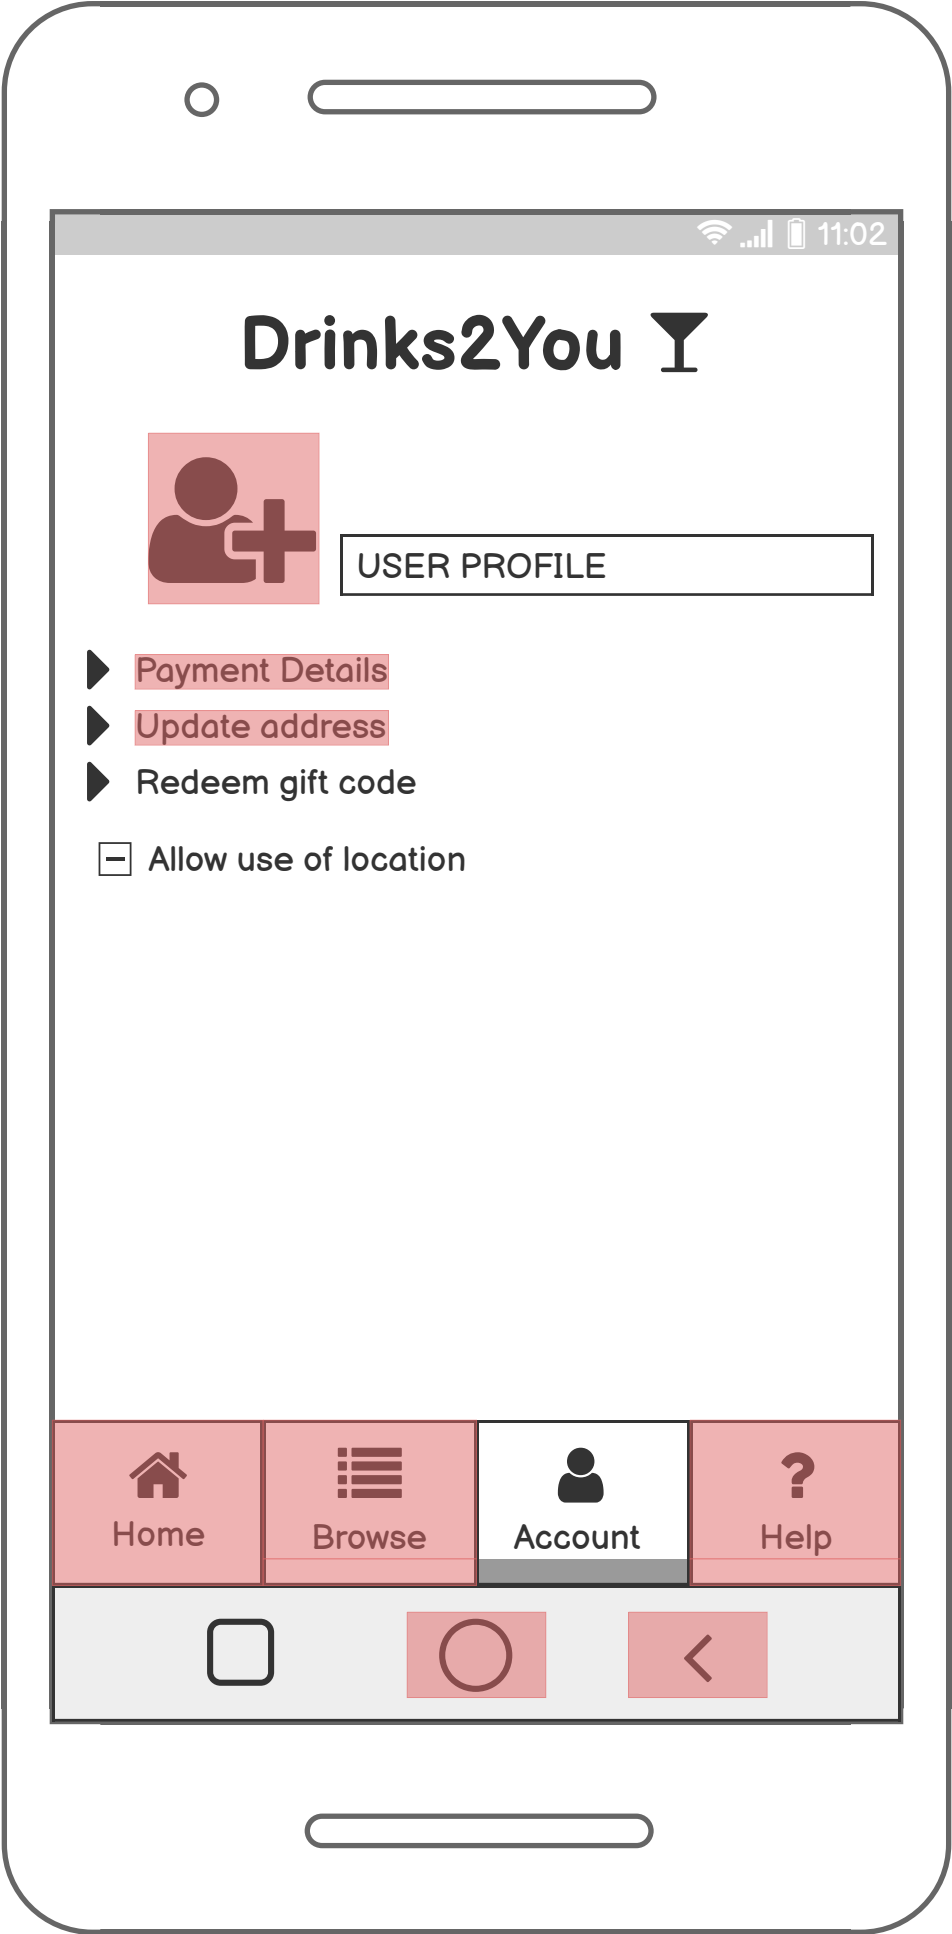 11:02
Drinks2You
USER PROFILE
Payment Details
Update address
Redeem gift code
Allow use of location
Home
Browse
Account
Help